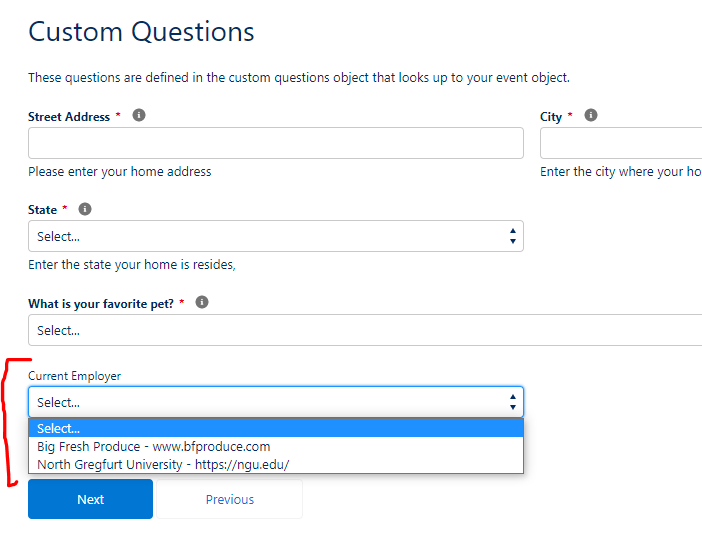 Custom Questions
These questions are defined in the custom questions object that looks up to your event object.
Street Address *
City *
Please enter your home address
Enter the city where your ho
State *
Select...
Enter the state your home is resides,
What is your favorite pet? *
Select...
Current Employer
Select...
Select...
Big Fresh Produce - www.bfproduce.com
North Gregfurt University - https://ngu.edu/
Next
Previous